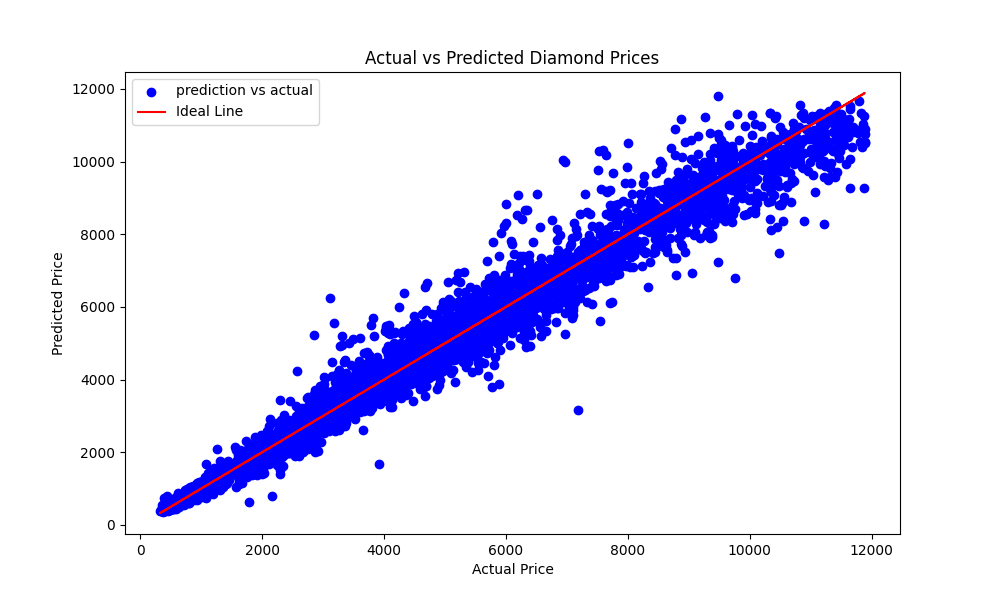 Actual vs Predicted Diamond Prices
prediction vs actual
Ideal Line
12000
10000
8000
6000
4000
2000
0
Predicted Price
0 2000 4000 6000 8000 10000 12000
Actual Price